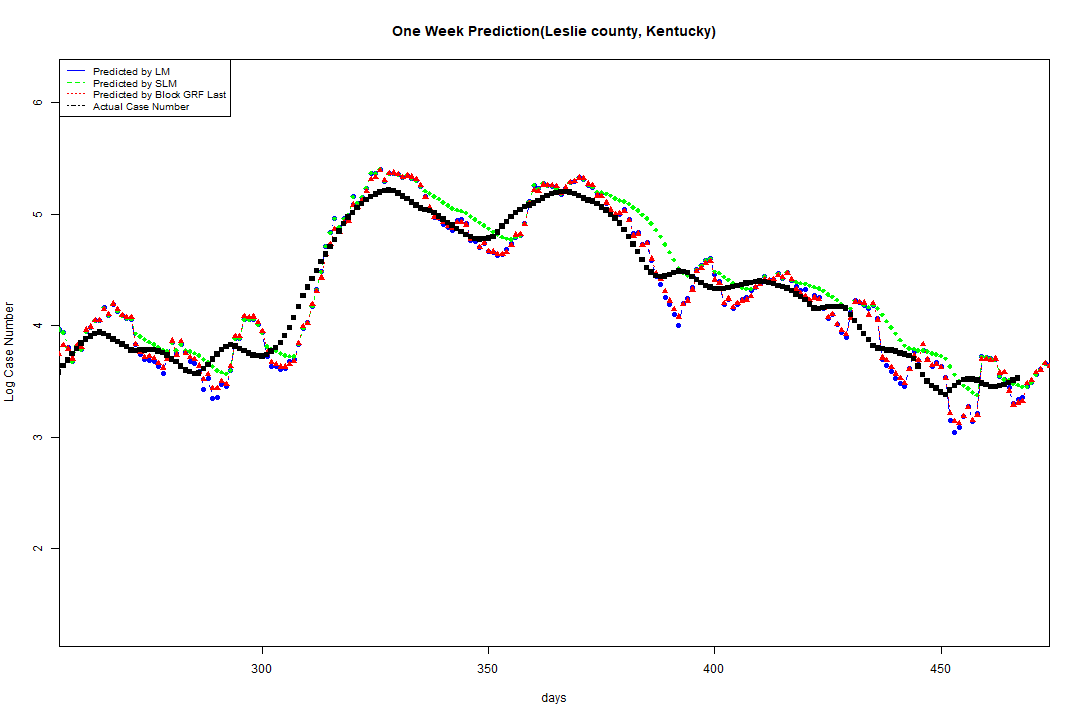 One Week Prediction(Leslie county, Kentucky)
Predicted by LM
Predicted by SLM
Predicted by Block GRF Last
Actual Case Number
6
5
4
3
2
Log Case Number
300
350
400
450
days